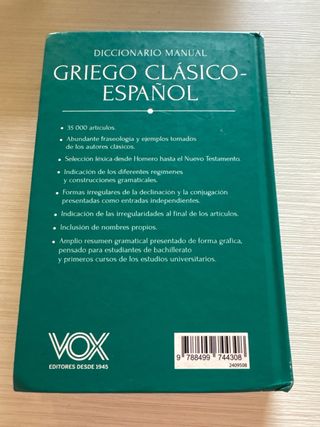 DICCIONARIO MANUAL
GRIEGO CLÁSICO-
ESPAÑOL
• 35 000 artículos.
• Abundante fraseología y ejemplos tomados
de los autores clásicos.
• Selección léxica desde Homero hasta el Nuevo Testamento.
• Indicación de los diferentes regímenes
y construcciones gramaticales.
• Formas irregulares de la declinación y la conjugación
presentadas como entradas independientes.
• Indicación de las irregularidades al final de los artículos.
• Inclusión de nombres propios.
• Amplio resumen gramatical presentado de forma gráfica,
pensado para estudiantes de bachillerato
y primeros cursos de los estudios universitarios.
VOX
EDITORES DESDE 1945
9 788499 744308
2409508